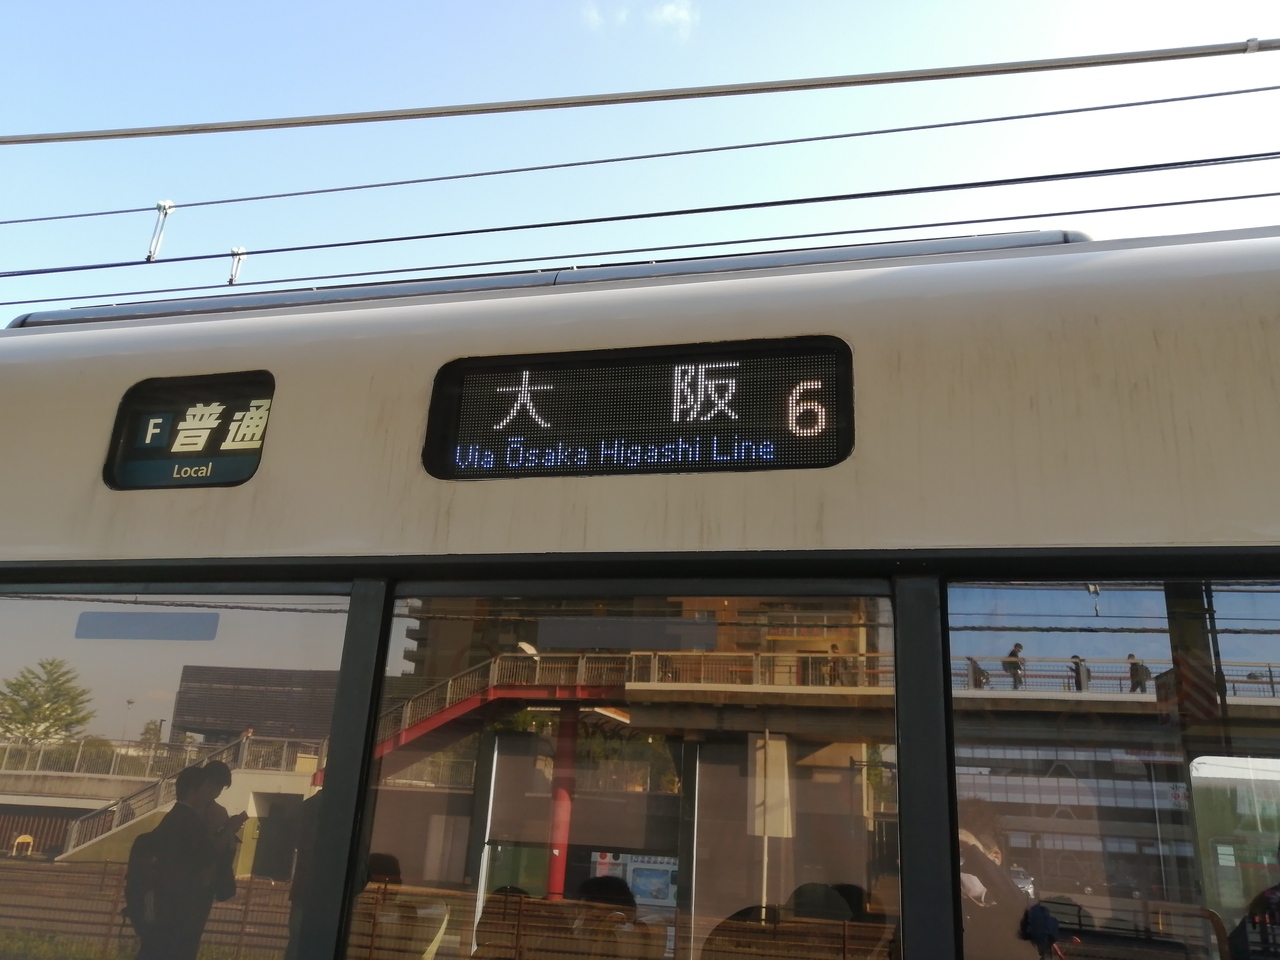 F 普通
Local
大阪 6
Via Ōsaka Higashi Line